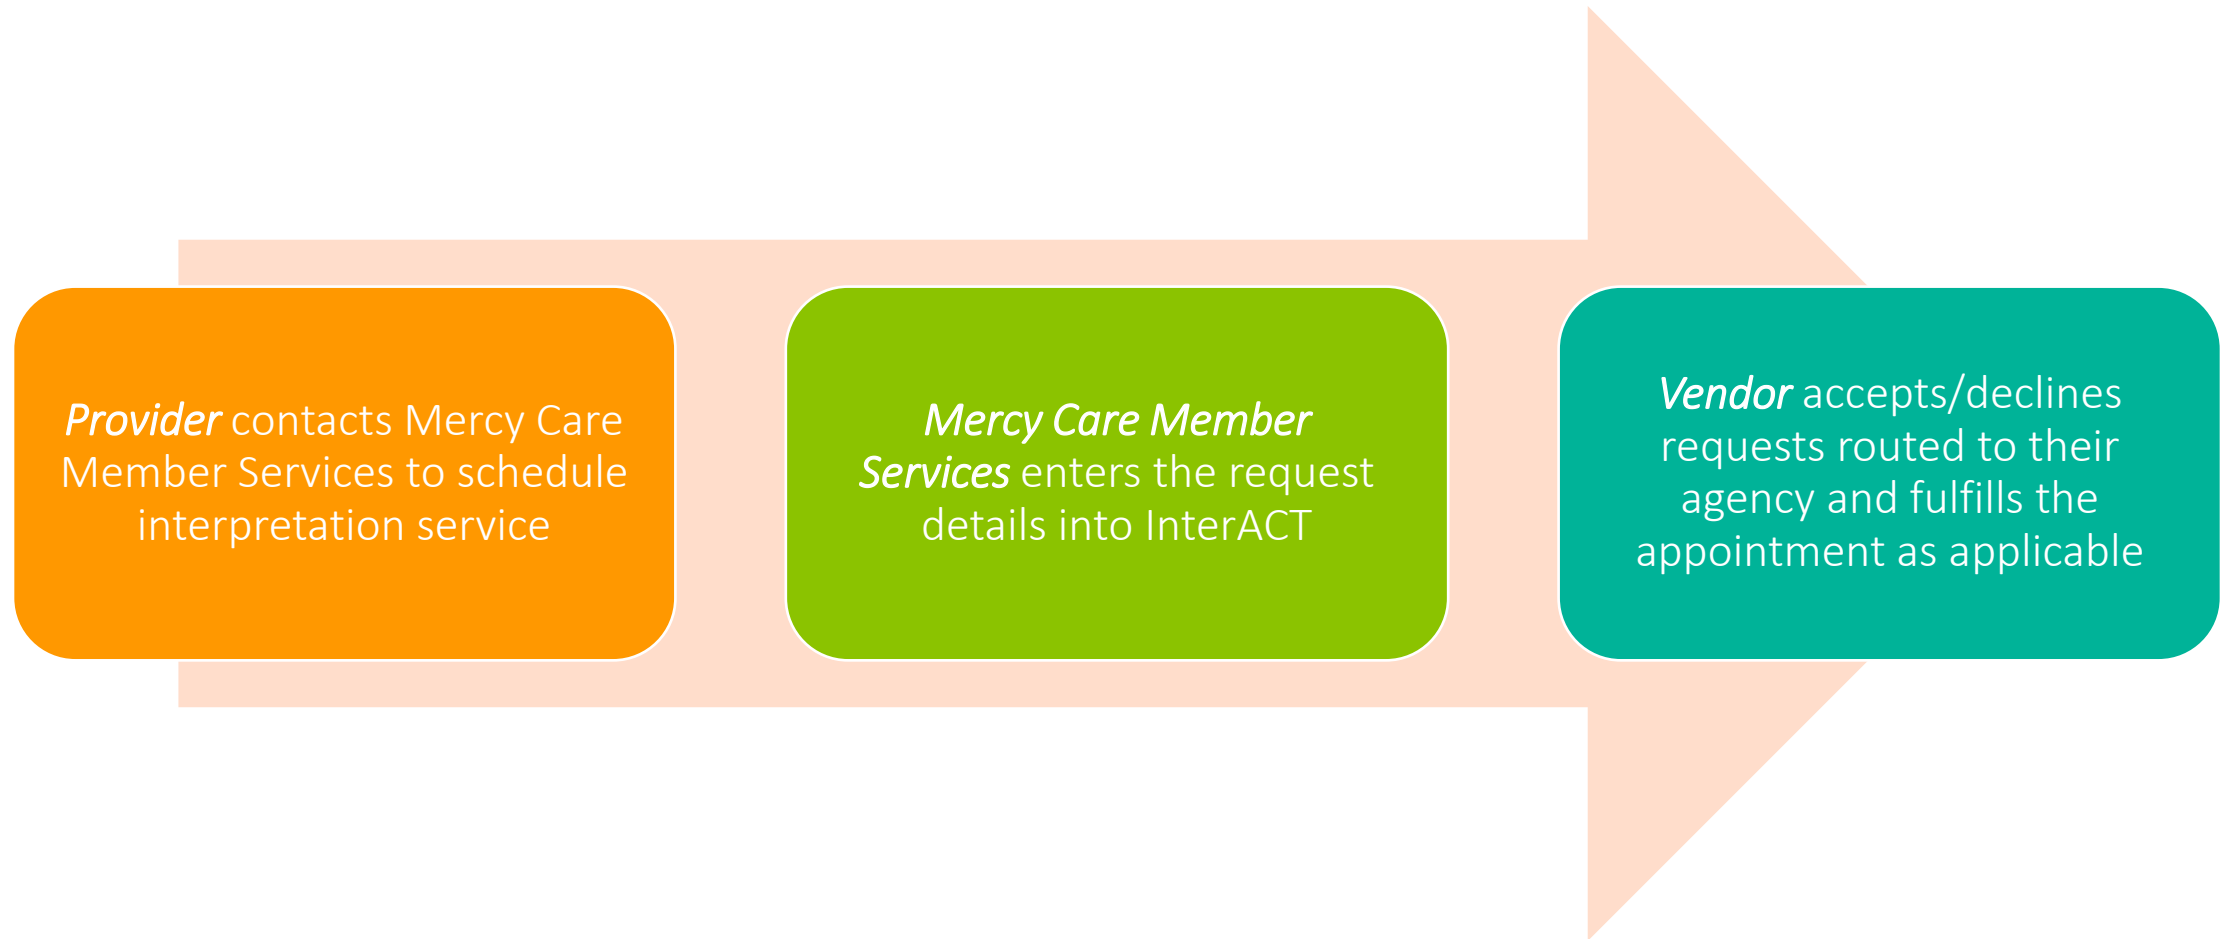 Provider contacts Mercy Care
Member Services to schedule
interpretation service
Mercy Care Member
Services enters the request
details into InterACT
Vendor accepts/declines
requests routed to their
agency and fulfills the
appointment as applicable